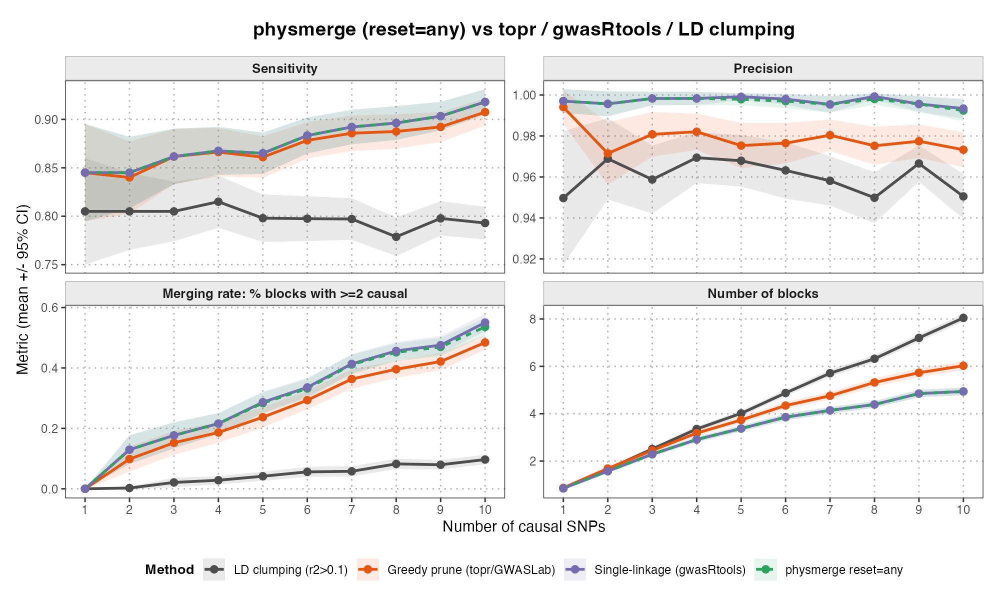 physmerge (reset=any) vs topr / gwasRtools / LD clumping
Sensitivity
Precision
0.90
0.85
0.80
0.75
1.00
0.98
0.96
0.94
0.92
Metric (mean +/- 95% CI)
Merging rate: % blocks with >=2 causal
Number of blocks
0.6
0.4
0.2
0.0
8
6
4
2
1 2 3 4 5 6 7 8 9 10
1 2 3 4 5 6 7 8 9 10
Number of causal SNPs
Method LD clumping (r2>0.1) Greedy prune (topr/GWASLab) Single-linkage (gwasRtools) physmerge reset=any